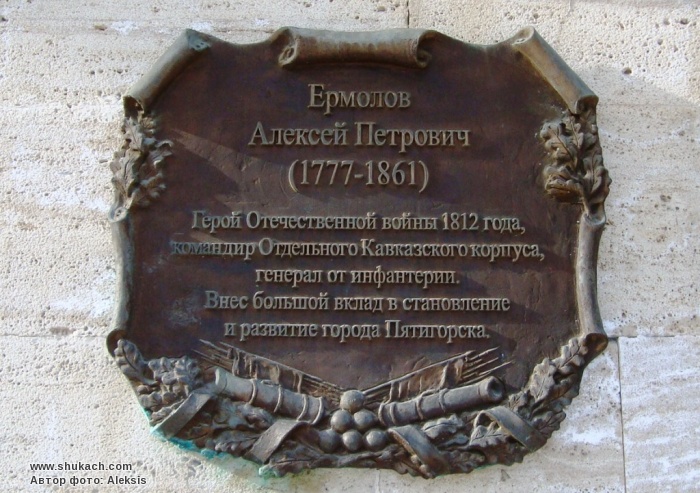 Ермолов
Алексей Петрович
(1777-1861)
Герой Отечественной войны 1812 года,
командир Отдельного Кавказского корпуса,
генерал от инфантерии.
Внес большой вклад в становление
и развитие города Пятигорска.
www.shukach.com
Автор фото: Aleksis